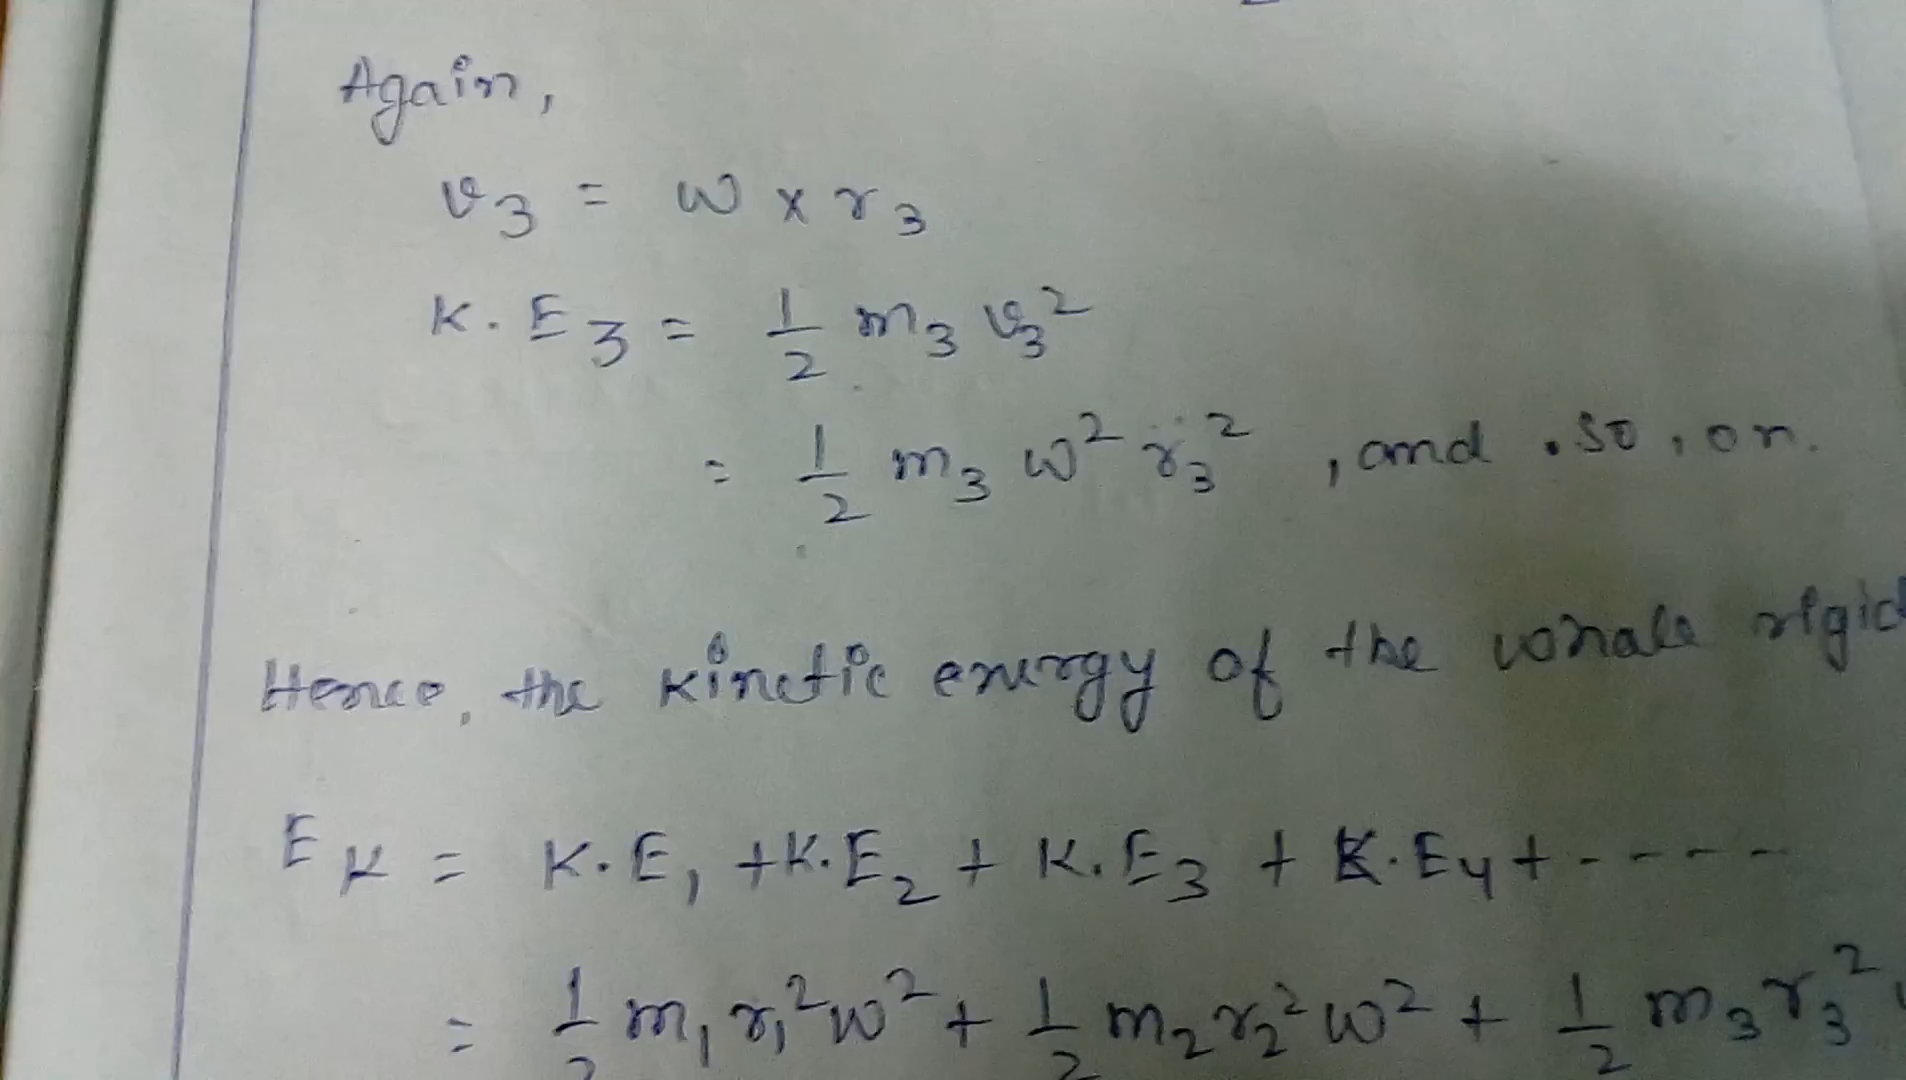 Again,
v₃ = ω × r₃
K.E₃ = 1/2 m₃ v₃²
= 1/2 m₃ ω² r₃² , and so, on.
Hence, the kinetic energy of the whole rigid
E_K = K.E₁ + K.E₂ + K.E₃ + K.E₄ + - - - -
= 1/2 m₁ r₁² ω² + 1/2 m₂ r₂² ω² + 1/2 m₃ r₃²